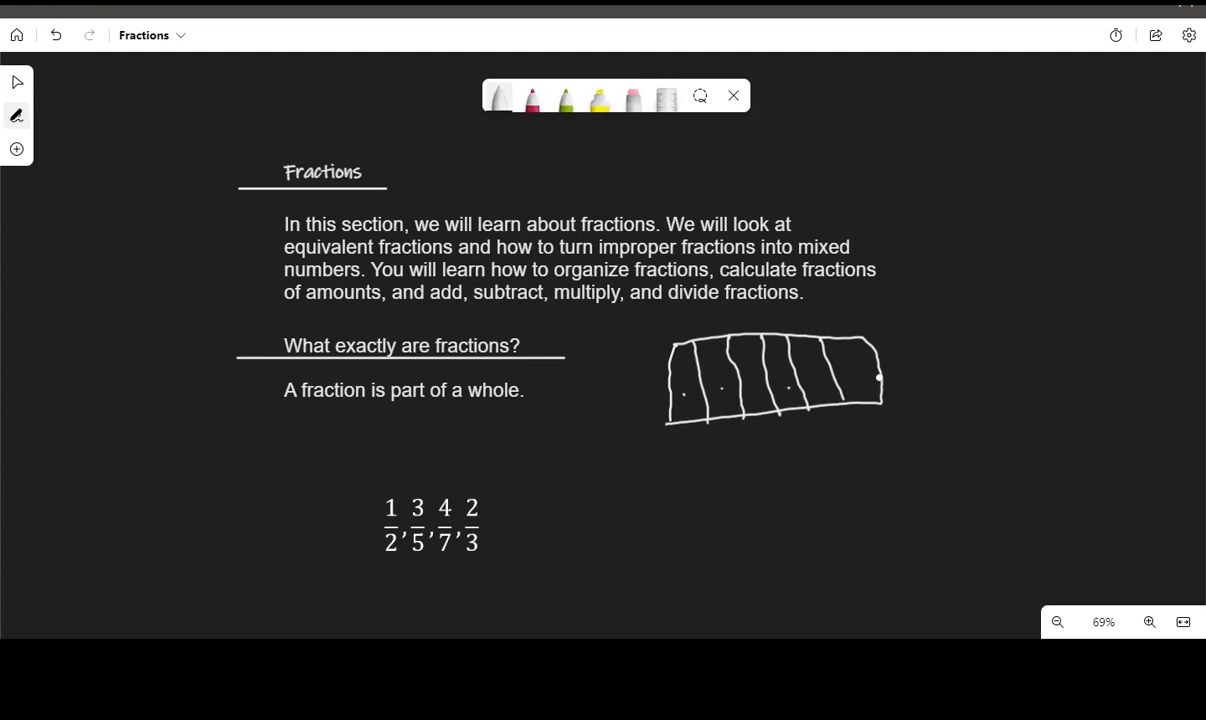 Fractions
Fractions
In this section, we will learn about fractions. We will look at
equivalent fractions and how to turn improper fractions into mixed
numbers. You will learn how to organize fractions, calculate fractions
of amounts, and add, subtract, multiply, and divide fractions.
What exactly are fractions?
A fraction is part of a whole.
1/2, 3/5, 4/7, 2/3
69%